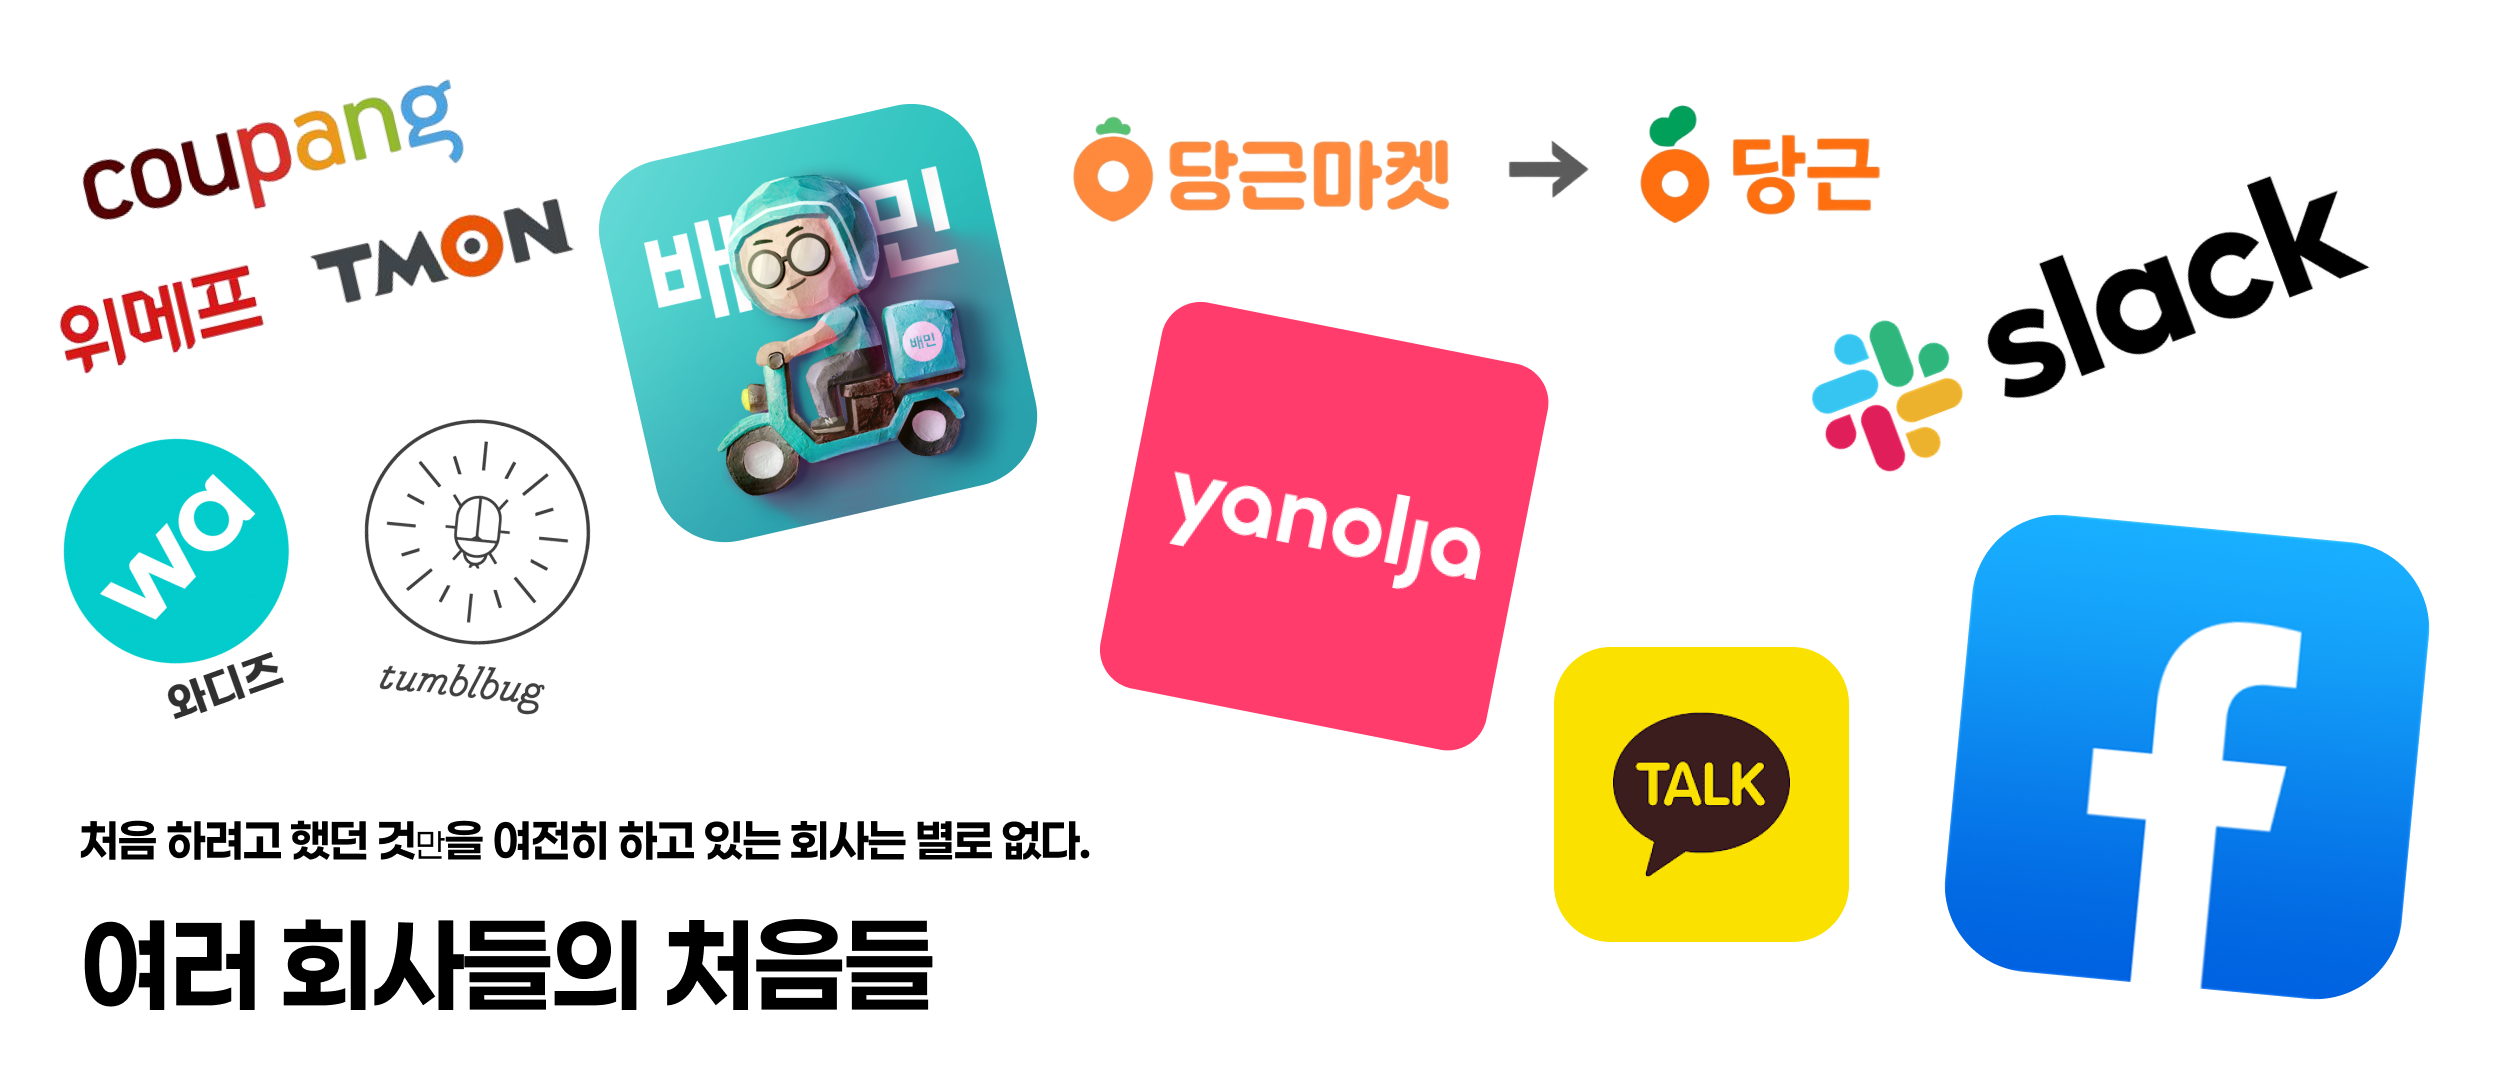 coupang
TMON
위메프
배민
배민
당근마켓
당근
slack
wa
와디즈
tumblbug
yanolja
TALK
f
처음 하려고 했던 것만을 여전히 하고 있는 회사는 별로 없다.
여러 회사들의 처음들